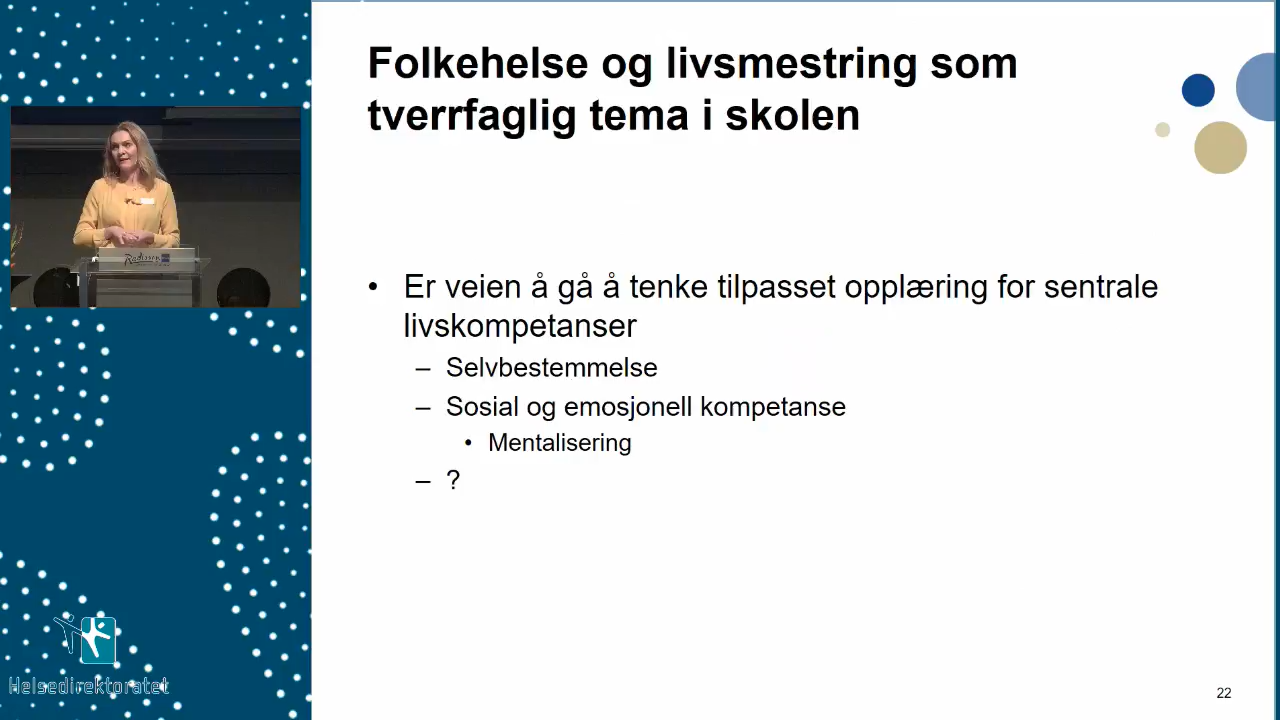 Folkehelse og livsmestring som
tverrfaglig tema i skolen
• Er veien å gå å tenke tilpasset opplæring for sentrale
livskompetanser
– Selvbestemmelse
– Sosial og emosjonell kompetanse
• Mentalisering
– ?
Radisson
Helsedirektoratet
22